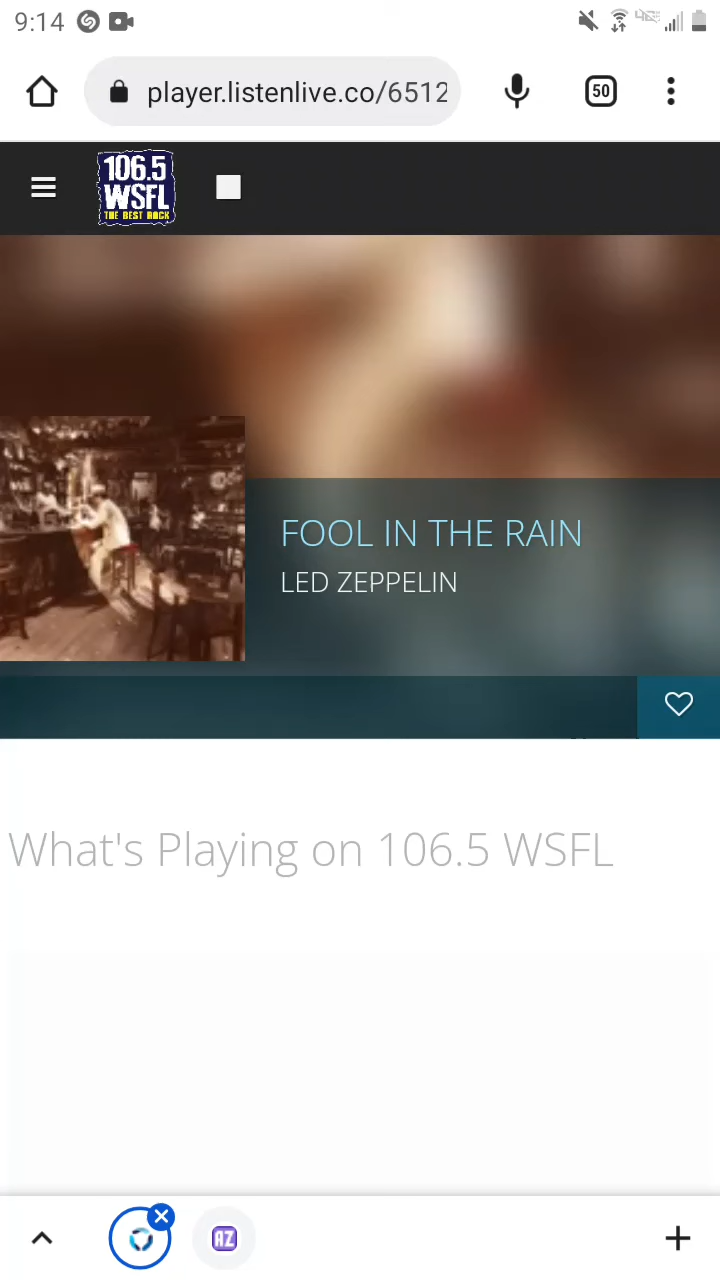 9:14
player.listenlive.co/6512
50
106.5
WSFL
THE BEST ROCK
FOOL IN THE RAIN
LED ZEPPELIN
What's Playing on 106.5 WSFL
AZ